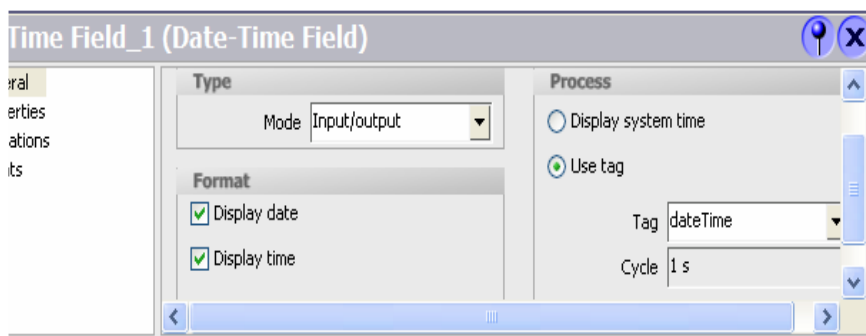 Time Field_1 (Date-Time Field)
eral
erties
ations
ts
Type
Mode Input/output
Format
Display date
Display time
Process
Display system time
Use tag
Tag dateTime
Cycle 1 s